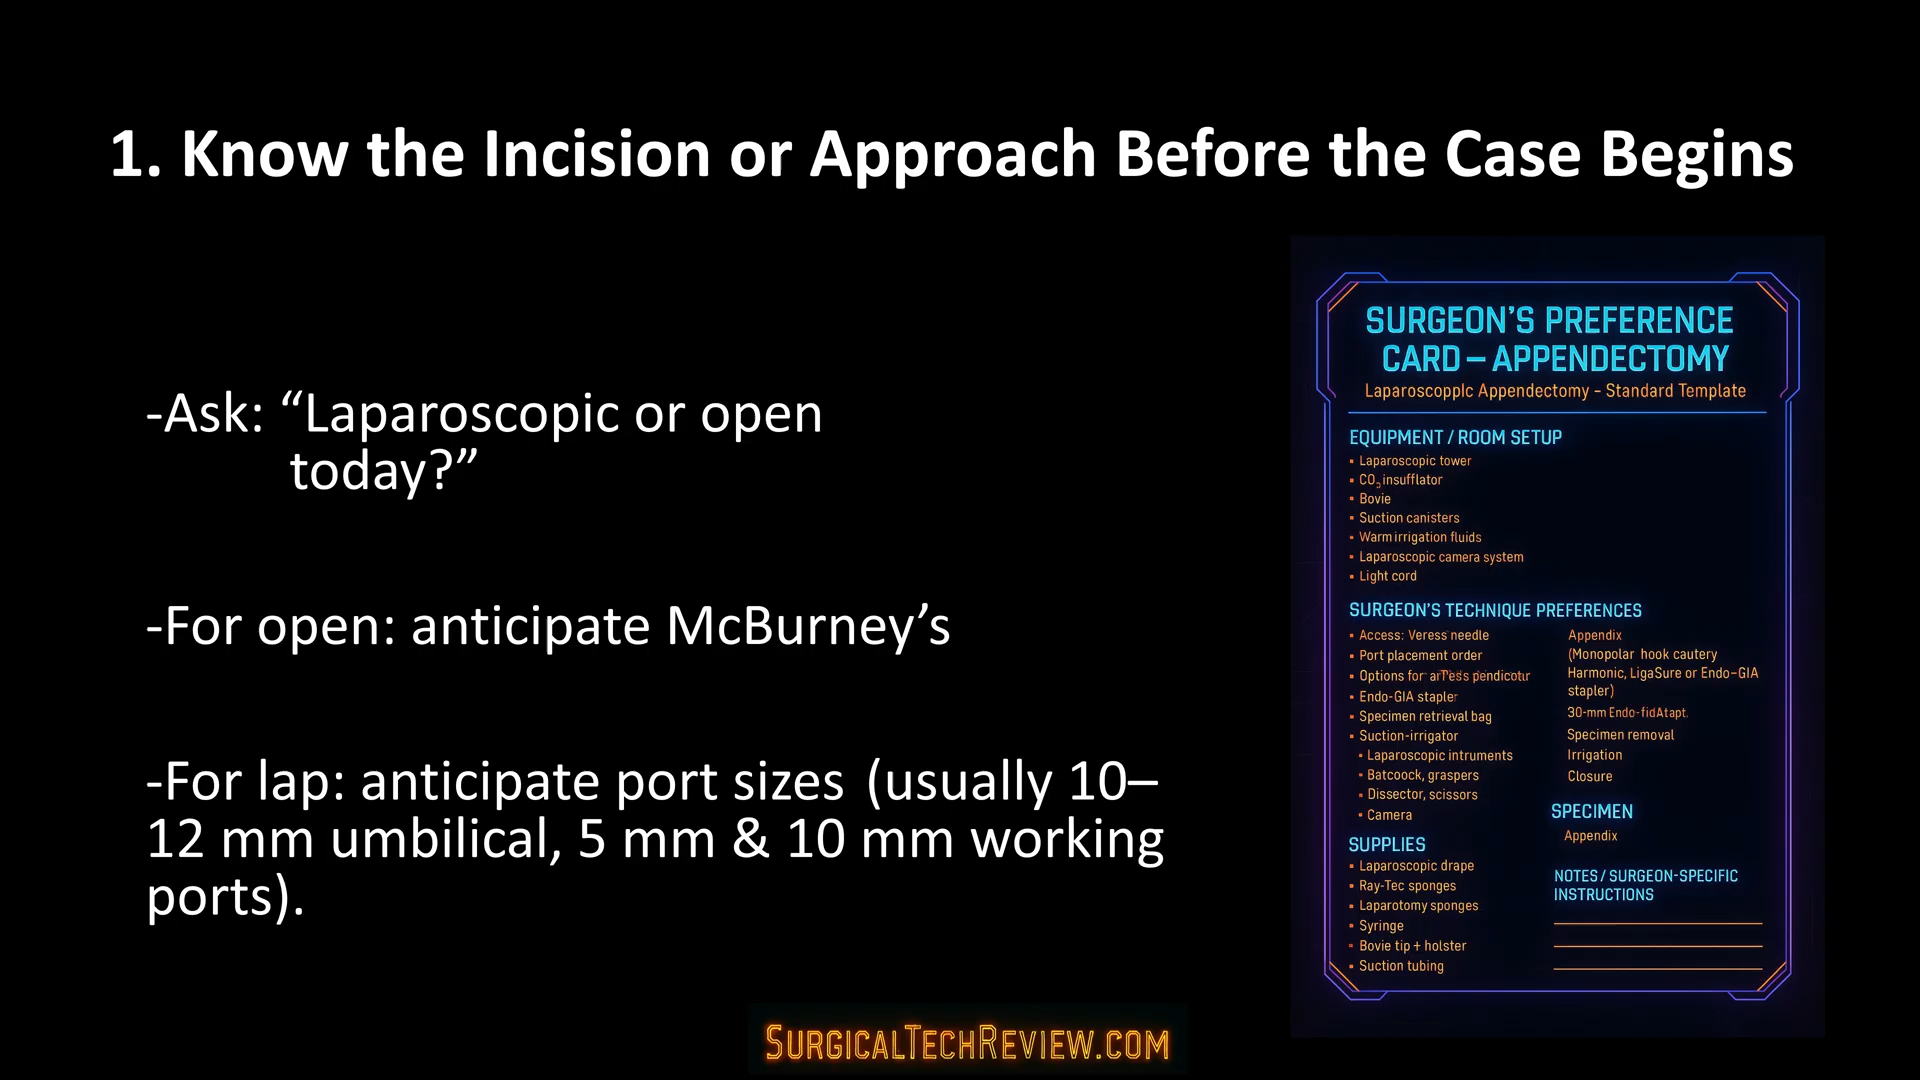 1. Know the Incision or Approach Before the Case Begins
-Ask: “Laparoscopic or open
today?”
-For open: anticipate McBurney’s
-For lap: anticipate port sizes (usually 10–
12 mm umbilical, 5 mm & 10 mm working
ports).
SURGEON’S PREFERENCE
CARD – APPENDECTOMY
Laparoscopplc Appendectomy – Standard Template
EQUIPMENT / ROOM SETUP
▪ Laparoscopic tower
▪ CO₂ insufflator
▪ Bovie
▪ Suction canisters
▪ Warm irrigation fluids
▪ Laparoscopic camera system
▪ Light cord
SURGEON’S TECHNIQUE PREFERENCES
▪ Access: Veress needle
▪ Port placement order
▪ Options for
▪ Endo-GIA stapler
▪ Specimen retrieval bag
▪ Suction-irrigator
▪ Laparoscopic intruments
▪ Batcoock, graspers
▪ Dissector, scissors
▪ Camera
SUPPLIES
▪ Laparoscopic drape
▪ Ray-Tec sponges
▪ Laparotomy sponges
▪ Syringe
▪ Bovie tip + holster
▪ Suction tubing
Appendix
(Monopolar hook cautery
Harmonic, LigaSure or Endo–GIA
stapler)
30-mm
Specimen removal
Irrigation
Closure
SPECIMEN
Appendix
NOTES / SURGEON-SPECIFIC
INSTRUCTIONS
SURGICALTECHREVIEW.COM